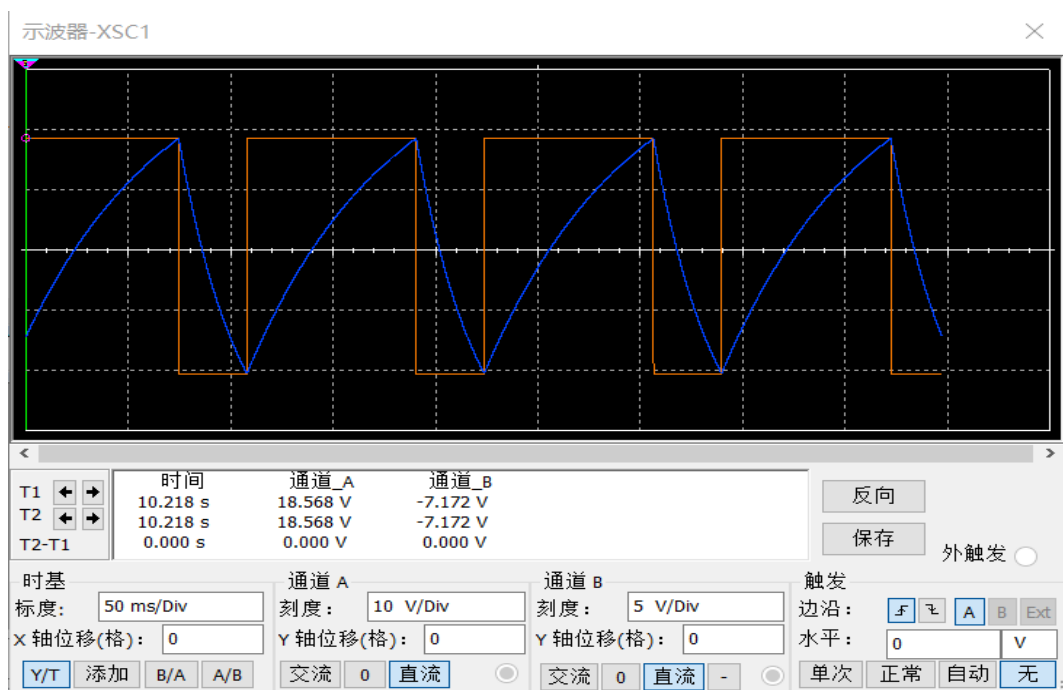 示波器-XSC1
时间 通道_A 通道_B
T1 10.218 s 18.568 V -7.172 V
T2 10.218 s 18.568 V -7.172 V
T2-T1 0.000 s 0.000 V 0.000 V
反向
保存
外触发
时基
标度: 50 ms/Div
X 轴位移(格): 0
Y/T 添加 B/A A/B
通道 A
刻度: 10 V/Div
Y 轴位移(格): 0
交流 0 直流
通道 B
刻度: 5 V/Div
Y 轴位移(格): 0
交流 0 直流 -
触发
边沿: A B Ext
水平: 0 V
单次 正常 自动 无